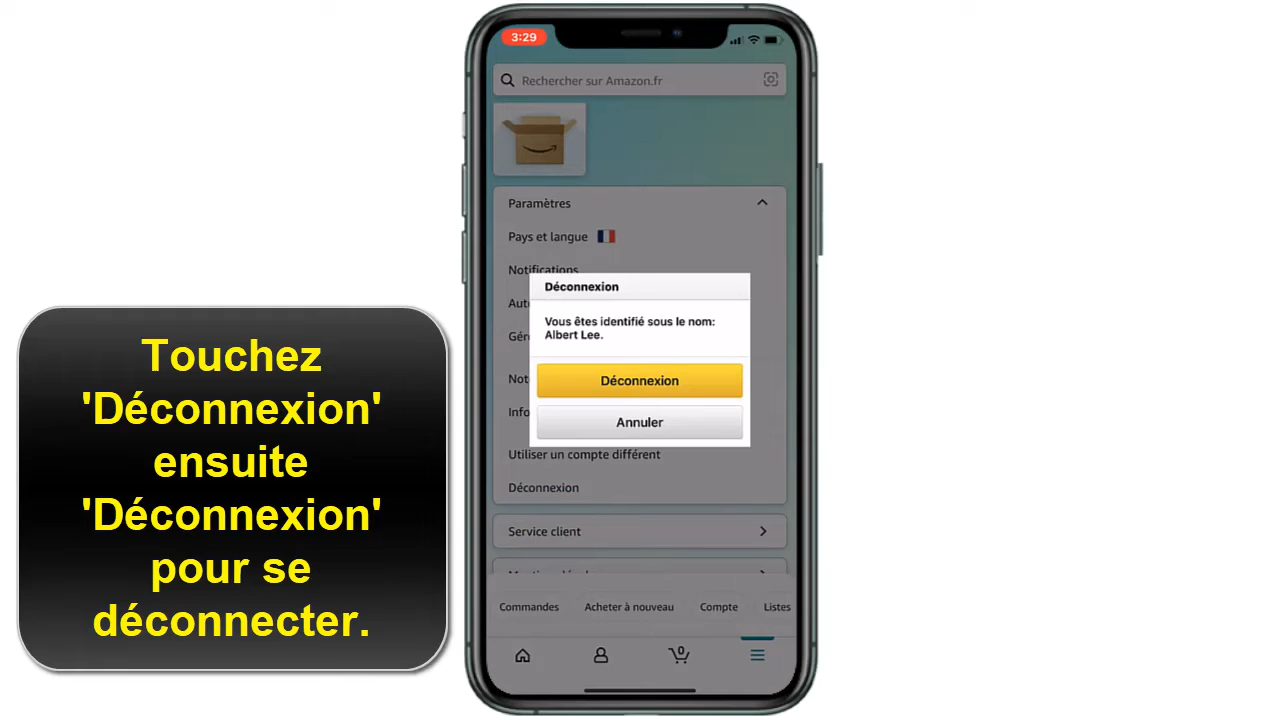 Touchez
'Déconnexion'
ensuite
'Déconnexion'
pour se
déconnecter.
3:29
Rechercher sur Amazon.fr
Paramètres
Pays et langue
Notifications
Déconnexion
Vous êtes identifié sous le nom:
Albert Lee.
Déconnexion
Annuler
Utiliser un compte différent
Déconnexion
Service client
Commandes
Acheter à nouveau
Compte
Listes
0